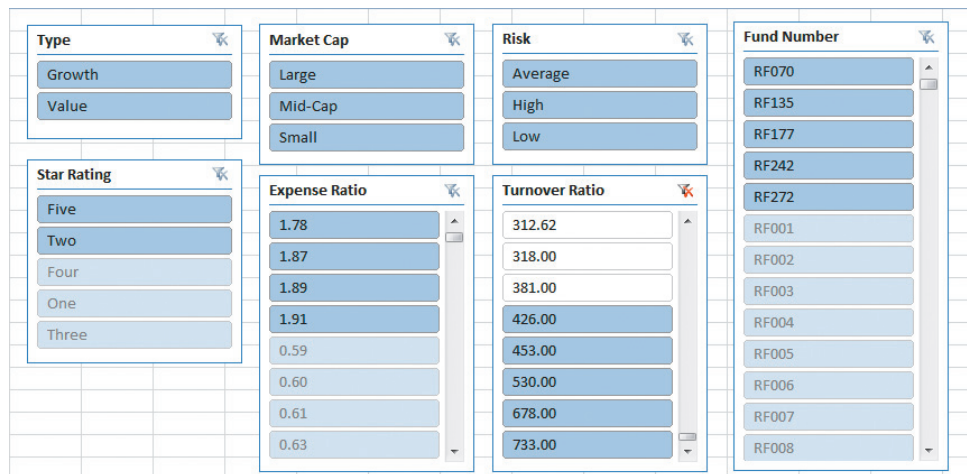 Type
Growth
Value
Market Cap
Large
Mid-Cap
Small
Risk
Average
High
Low
Fund Number
RF070
RF135
RF177
RF242
RF272
RF001
RF002
RF003
RF004
RF005
RF006
RF007
RF008
Star Rating
Five
Two
Four
One
Three
Expense Ratio
1.78
1.87
1.89
1.91
0.59
0.60
0.61
0.63
Turnover Ratio
312.62
318.00
381.00
426.00
453.00
530.00
678.00
733.00